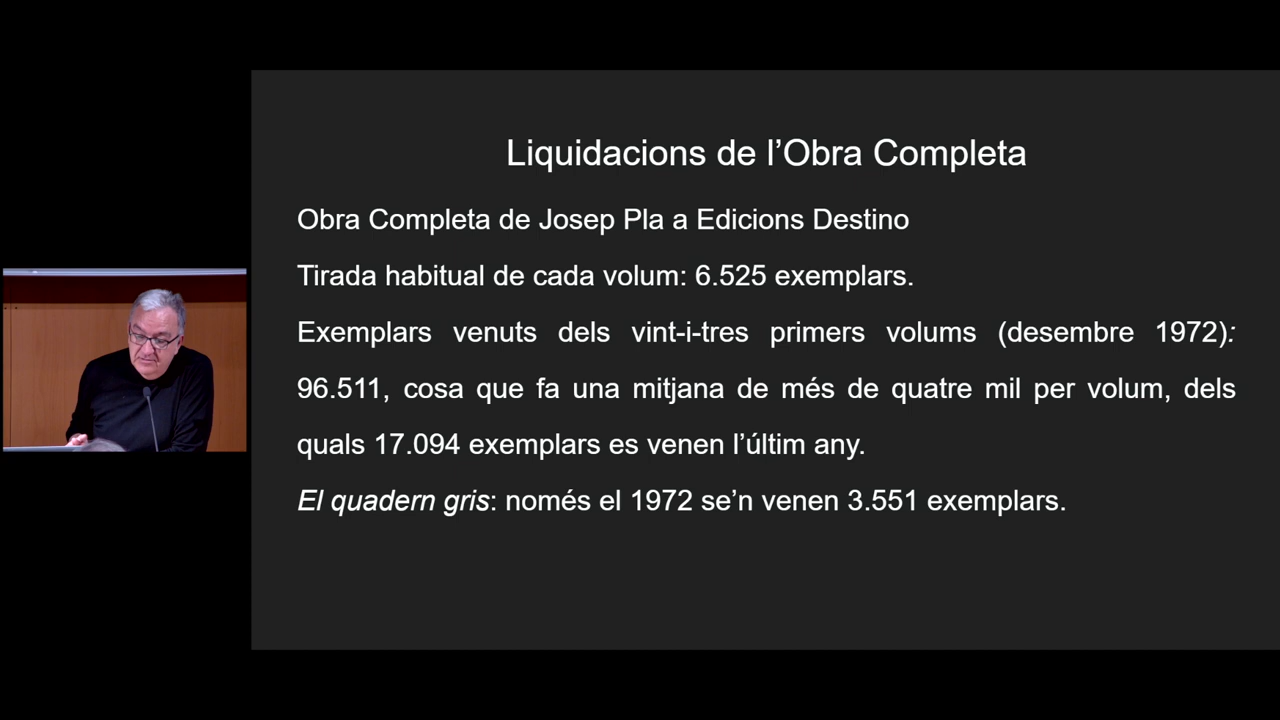 Liquidacions de l’Obra Completa
Obra Completa de Josep Pla a Edicions Destino
Tirada habitual de cada volum: 6.525 exemplars.
Exemplars venuts dels vint-i-tres primers volums (desembre 1972):
96.511, cosa que fa una mitjana de més de quatre mil per volum, dels
quals 17.094 exemplars es venen l’últim any.
El quadern gris: només el 1972 se’n venen 3.551 exemplars.